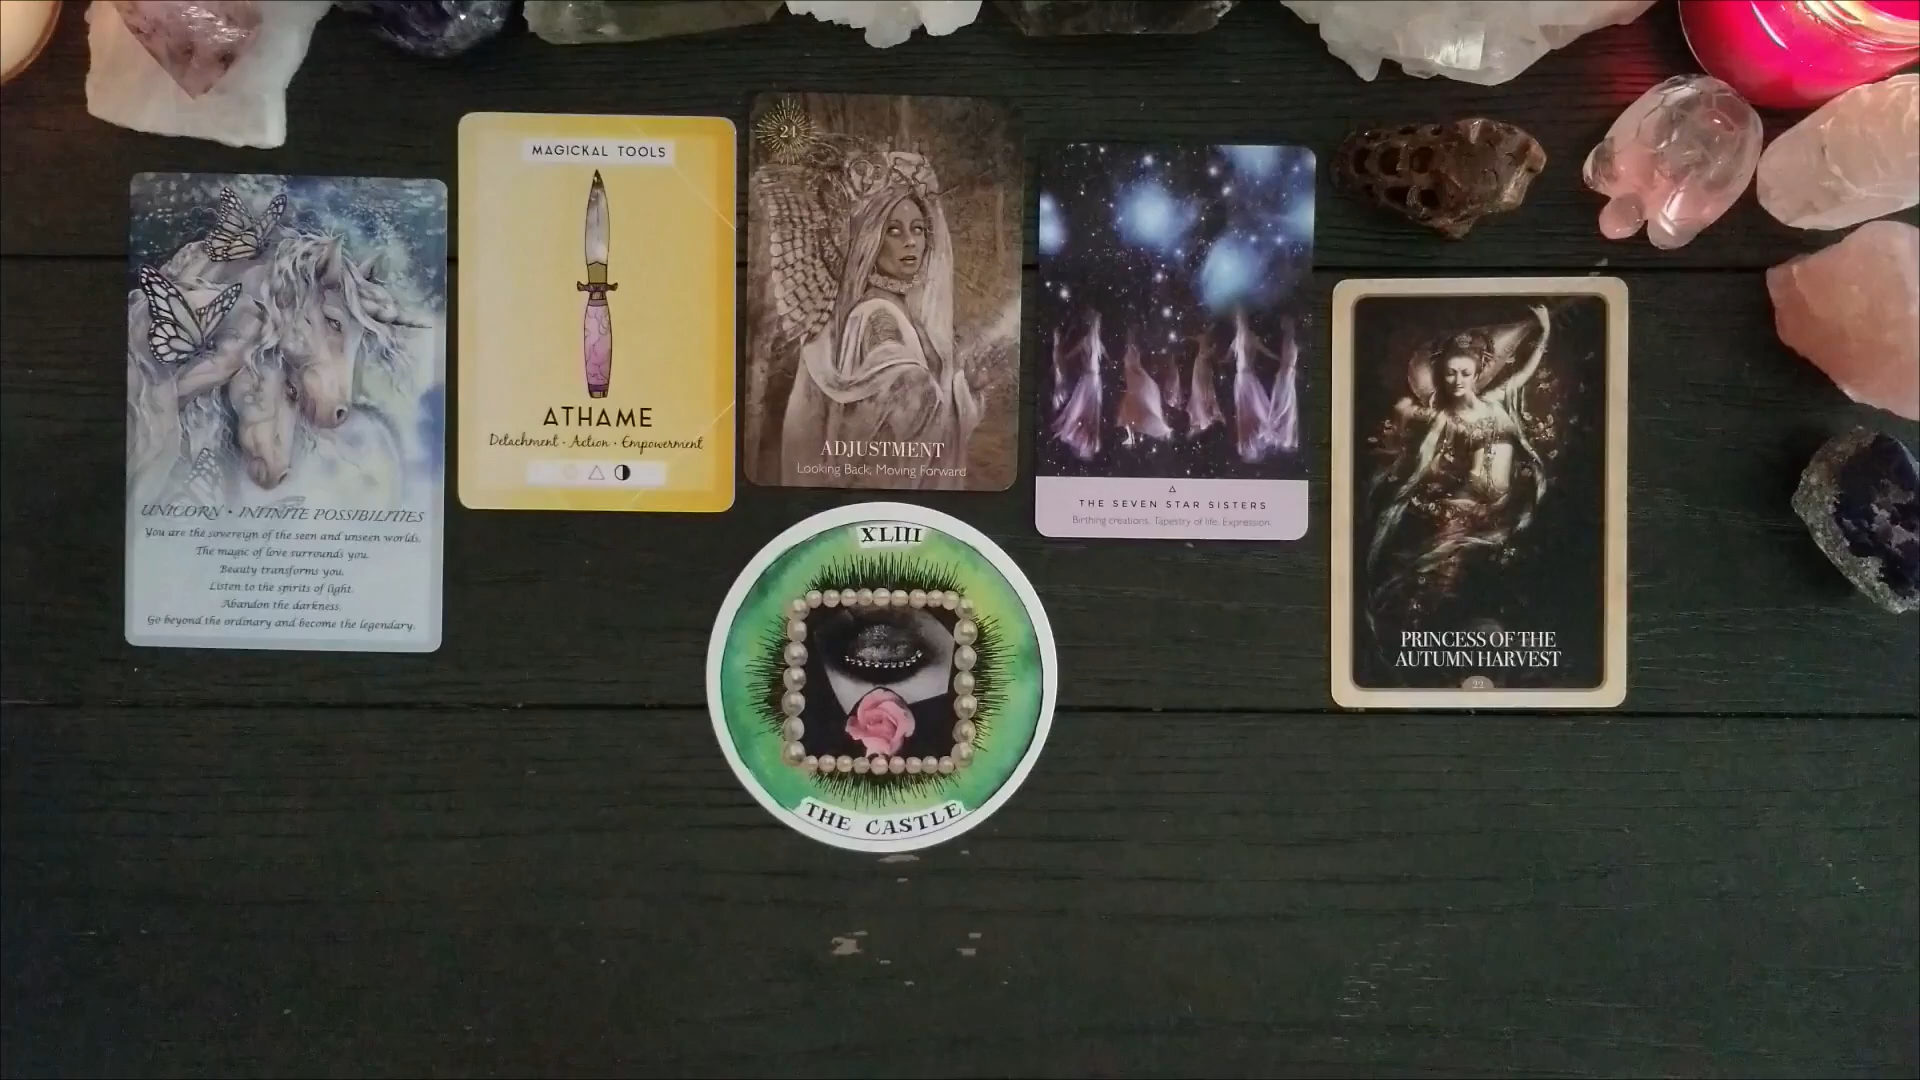 UNICORN • INFINITE POSSIBILITIES
You are the sovereign of the seen and unseen worlds.
The magic of love surrounds you.
Beauty transforms you.
Listen to the spirits of light.
Abandon the darkness.
Go beyond the ordinary and become the legendary.
MAGICKAL TOOLS
ATHAME
Detachment · Action · Empowerment
24
ADJUSTMENT
Looking Back, Moving Forward
THE SEVEN STAR SISTERS
Birthing creations. Tapestry of life. Expression.
PRINCESS OF THE
AUTUMN HARVEST
22
XLIII
THE CASTLE